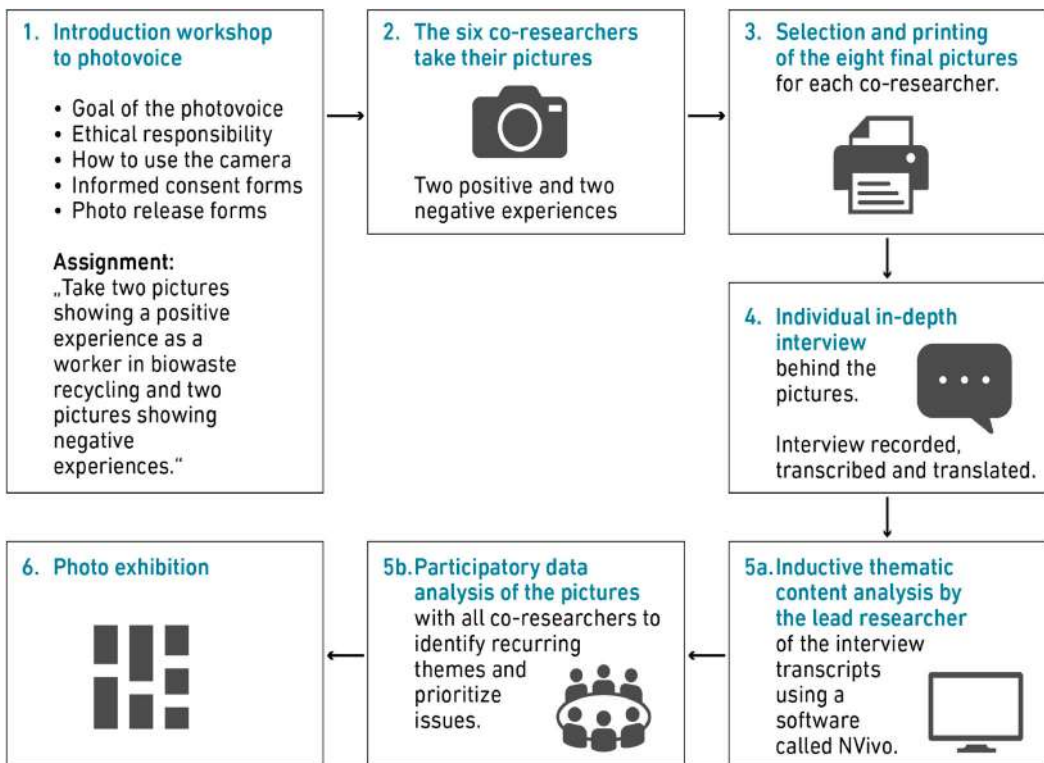 1. Introduction workshop
to photovoice
• Goal of the photovoice
• Ethical responsibility
• How to use the camera
• Informed consent forms
• Photo release forms
Assignment:
„Take two pictures
showing a positive
experience as a
worker in biowaste
recycling and two
pictures showing
negative
experiences.“
2. The six co-researchers
take their pictures
Two positive and two
negative experiences
3. Selection and printing
of the eight final pictures
for each co-researcher.
4. Individual in-depth
interview
behind the
pictures.
Interview recorded,
transcribed and translated.
5a. Inductive thematic
content analysis by
the lead researcher
of the interview
transcripts
using a
software
called NVivo.
5b. Participatory data
analysis of the pictures
with all co-researchers to
identify recurring
themes and
prioritize
issues.
6. Photo exhibition